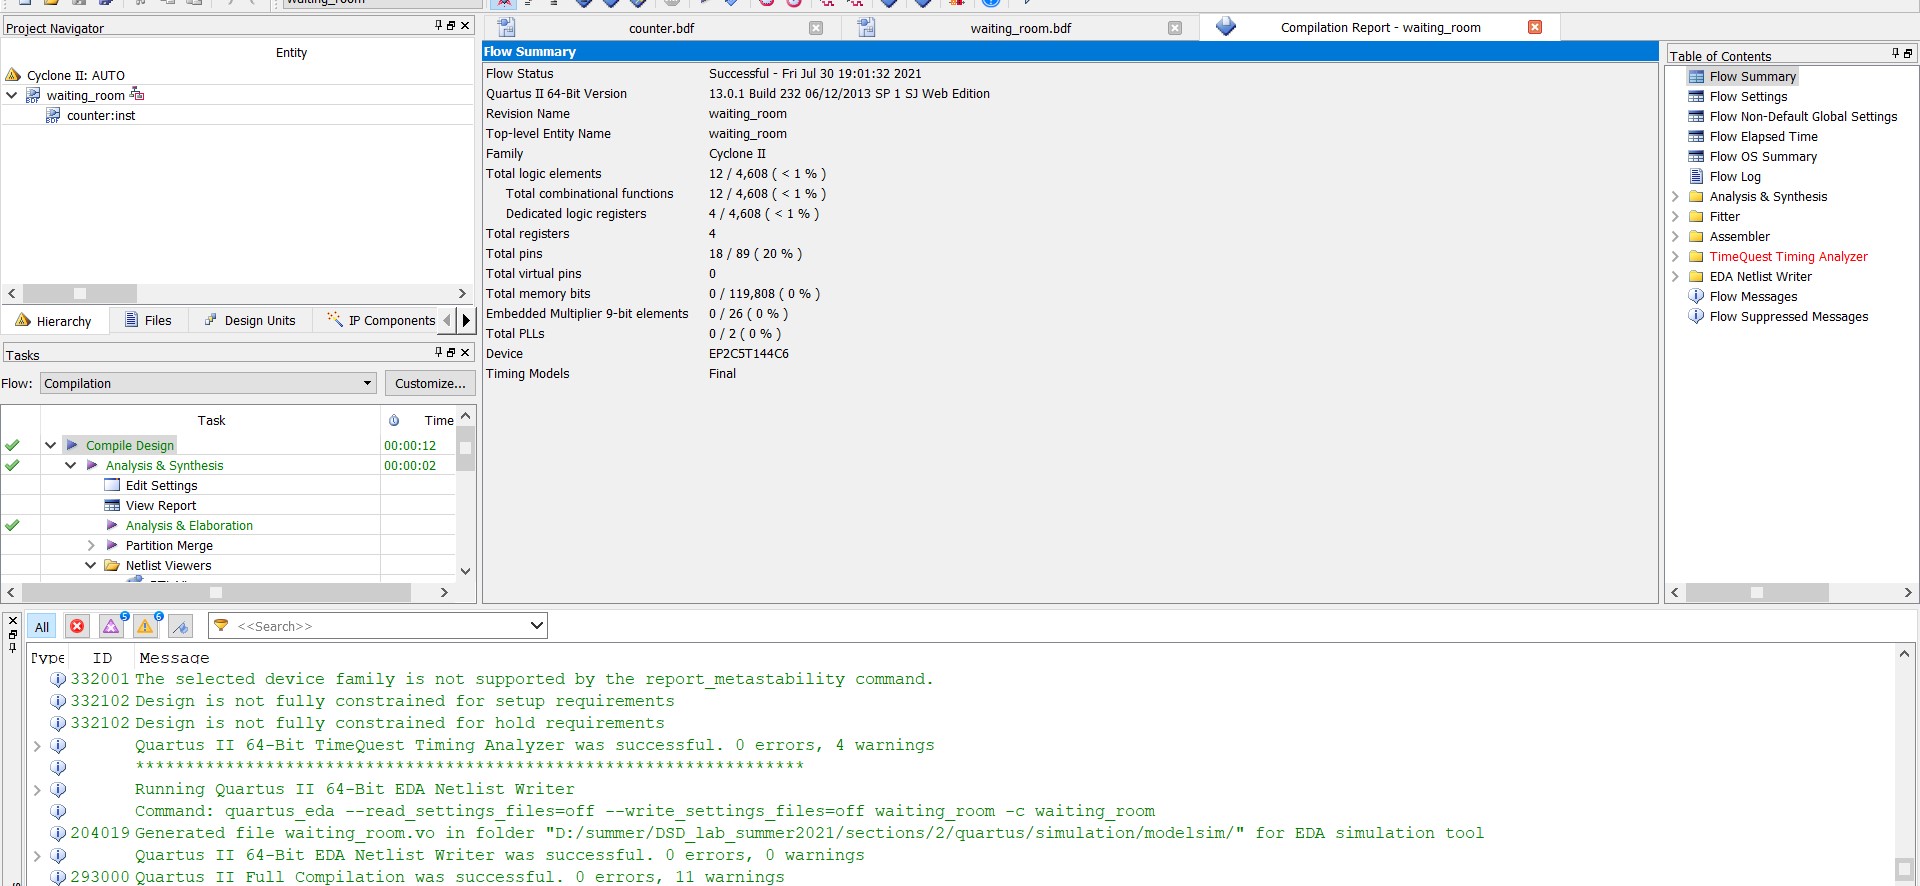 waiting_room
Project Navigator
Entity
Cyclone II: AUTO
waiting_room
counter:inst
Hierarchy
Files
Design Units
IP Components
Tasks
Flow:
Compilation
Customize...
Task
Time
Compile Design
00:00:12
Analysis & Synthesis
00:00:02
Edit Settings
View Report
Analysis & Elaboration
Partition Merge
Netlist Viewers
counter.bdf
waiting_room.bdf
Compilation Report - waiting_room
Flow Summary
Flow Status Successful - Fri Jul 30 19:01:32 2021
Quartus II 64-Bit Version 13.0.1 Build 232 06/12/2013 SP 1 SJ Web Edition
Revision Name waiting_room
Top-level Entity Name waiting_room
Family Cyclone II
Total logic elements 12 / 4,608 ( < 1 % )
Total combinational functions 12 / 4,608 ( < 1 % )
Dedicated logic registers 4 / 4,608 ( < 1 % )
Total registers 4
Total pins 18 / 89 ( 20 % )
Total virtual pins 0
Total memory bits 0 / 119,808 ( 0 % )
Embedded Multiplier 9-bit elements 0 / 26 ( 0 % )
Total PLLs 0 / 2 ( 0 % )
Device EP2C5T144C6
Timing Models Final
Table of Contents
Flow Summary
Flow Settings
Flow Non-Default Global Settings
Flow Elapsed Time
Flow OS Summary
Flow Log
Analysis & Synthesis
Fitter
Assembler
TimeQuest Timing Analyzer
EDA Netlist Writer
Flow Messages
Flow Suppressed Messages
All
5
6
<<Search>>
Type ID Message
332001 The selected device family is not supported by the report_metastability command.
332102 Design is not fully constrained for setup requirements
332102 Design is not fully constrained for hold requirements
Quartus II 64-Bit TimeQuest Timing Analyzer was successful. 0 errors, 4 warnings
*******************************************************************
Running Quartus II 64-Bit EDA Netlist Writer
Command: quartus_eda --read_settings_files=off --write_settings_files=off waiting_room -c waiting_room
204019 Generated file waiting_room.vo in folder "D:/summer/DSD_lab_summer2021/sections/2/quartus/simulation/modelsim/" for EDA simulation tool
Quartus II 64-Bit EDA Netlist Writer was successful. 0 errors, 0 warnings
293000 Quartus II Full Compilation was successful. 0 errors, 11 warnings